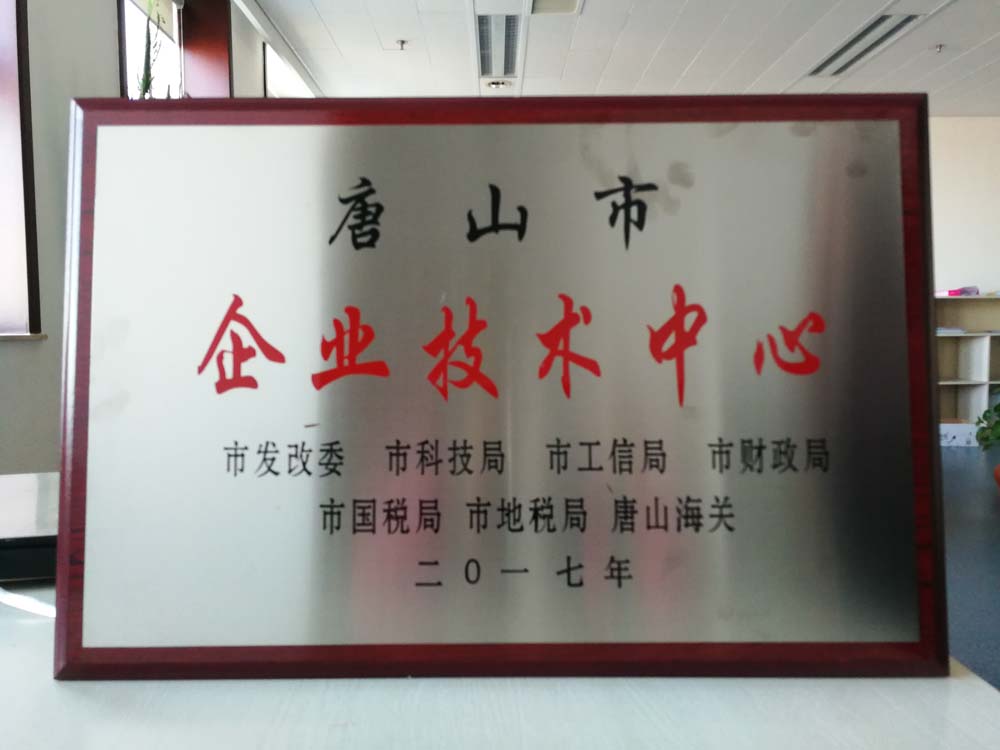 唐山市
企业技术中心
市发改委 市科技局 市工信局 市财政局
市国税局 市地税局 唐山海关
二0一七年